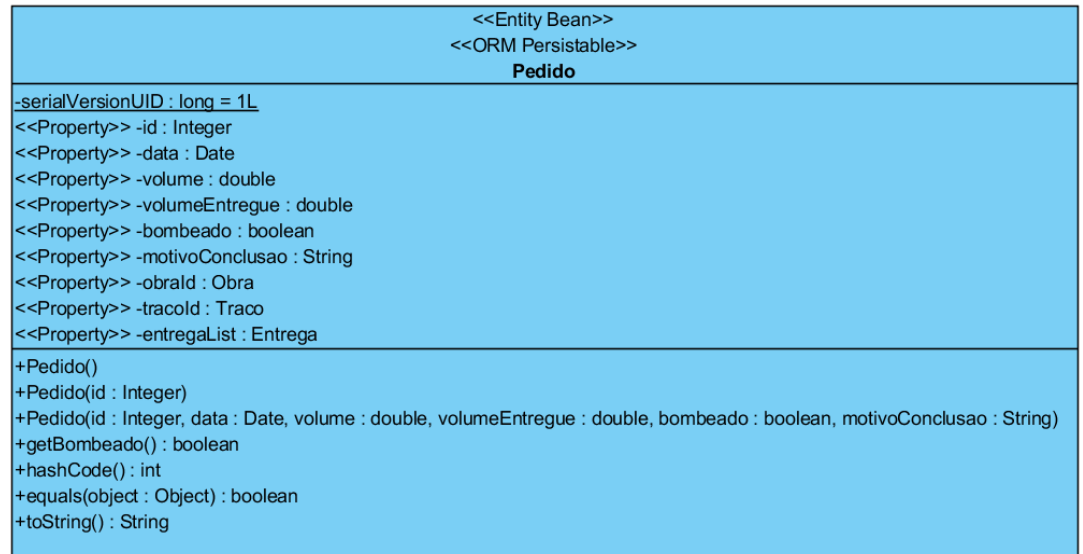 <<Entity Bean>>
<<ORM Persistable>>
Pedido
-serialVersionUID : long = 1L
<<Property>> -id : Integer
<<Property>> -data : Date
<<Property>> -volume : double
<<Property>> -volumeEntregue : double
<<Property>> -bombeado : boolean
<<Property>> -motivoConclusao : String
<<Property>> -obraId : Obra
<<Property>> -tracoId : Traco
<<Property>> -entregaList : Entrega
+Pedido()
+Pedido(id : Integer)
+Pedido(id : Integer, data : Date, volume : double, volumeEntregue : double, bombeado : boolean, motivoConclusao : String)
+getBombeado() : boolean
+hashCode() : int
+equals(object : Object) : boolean
+toString() : String